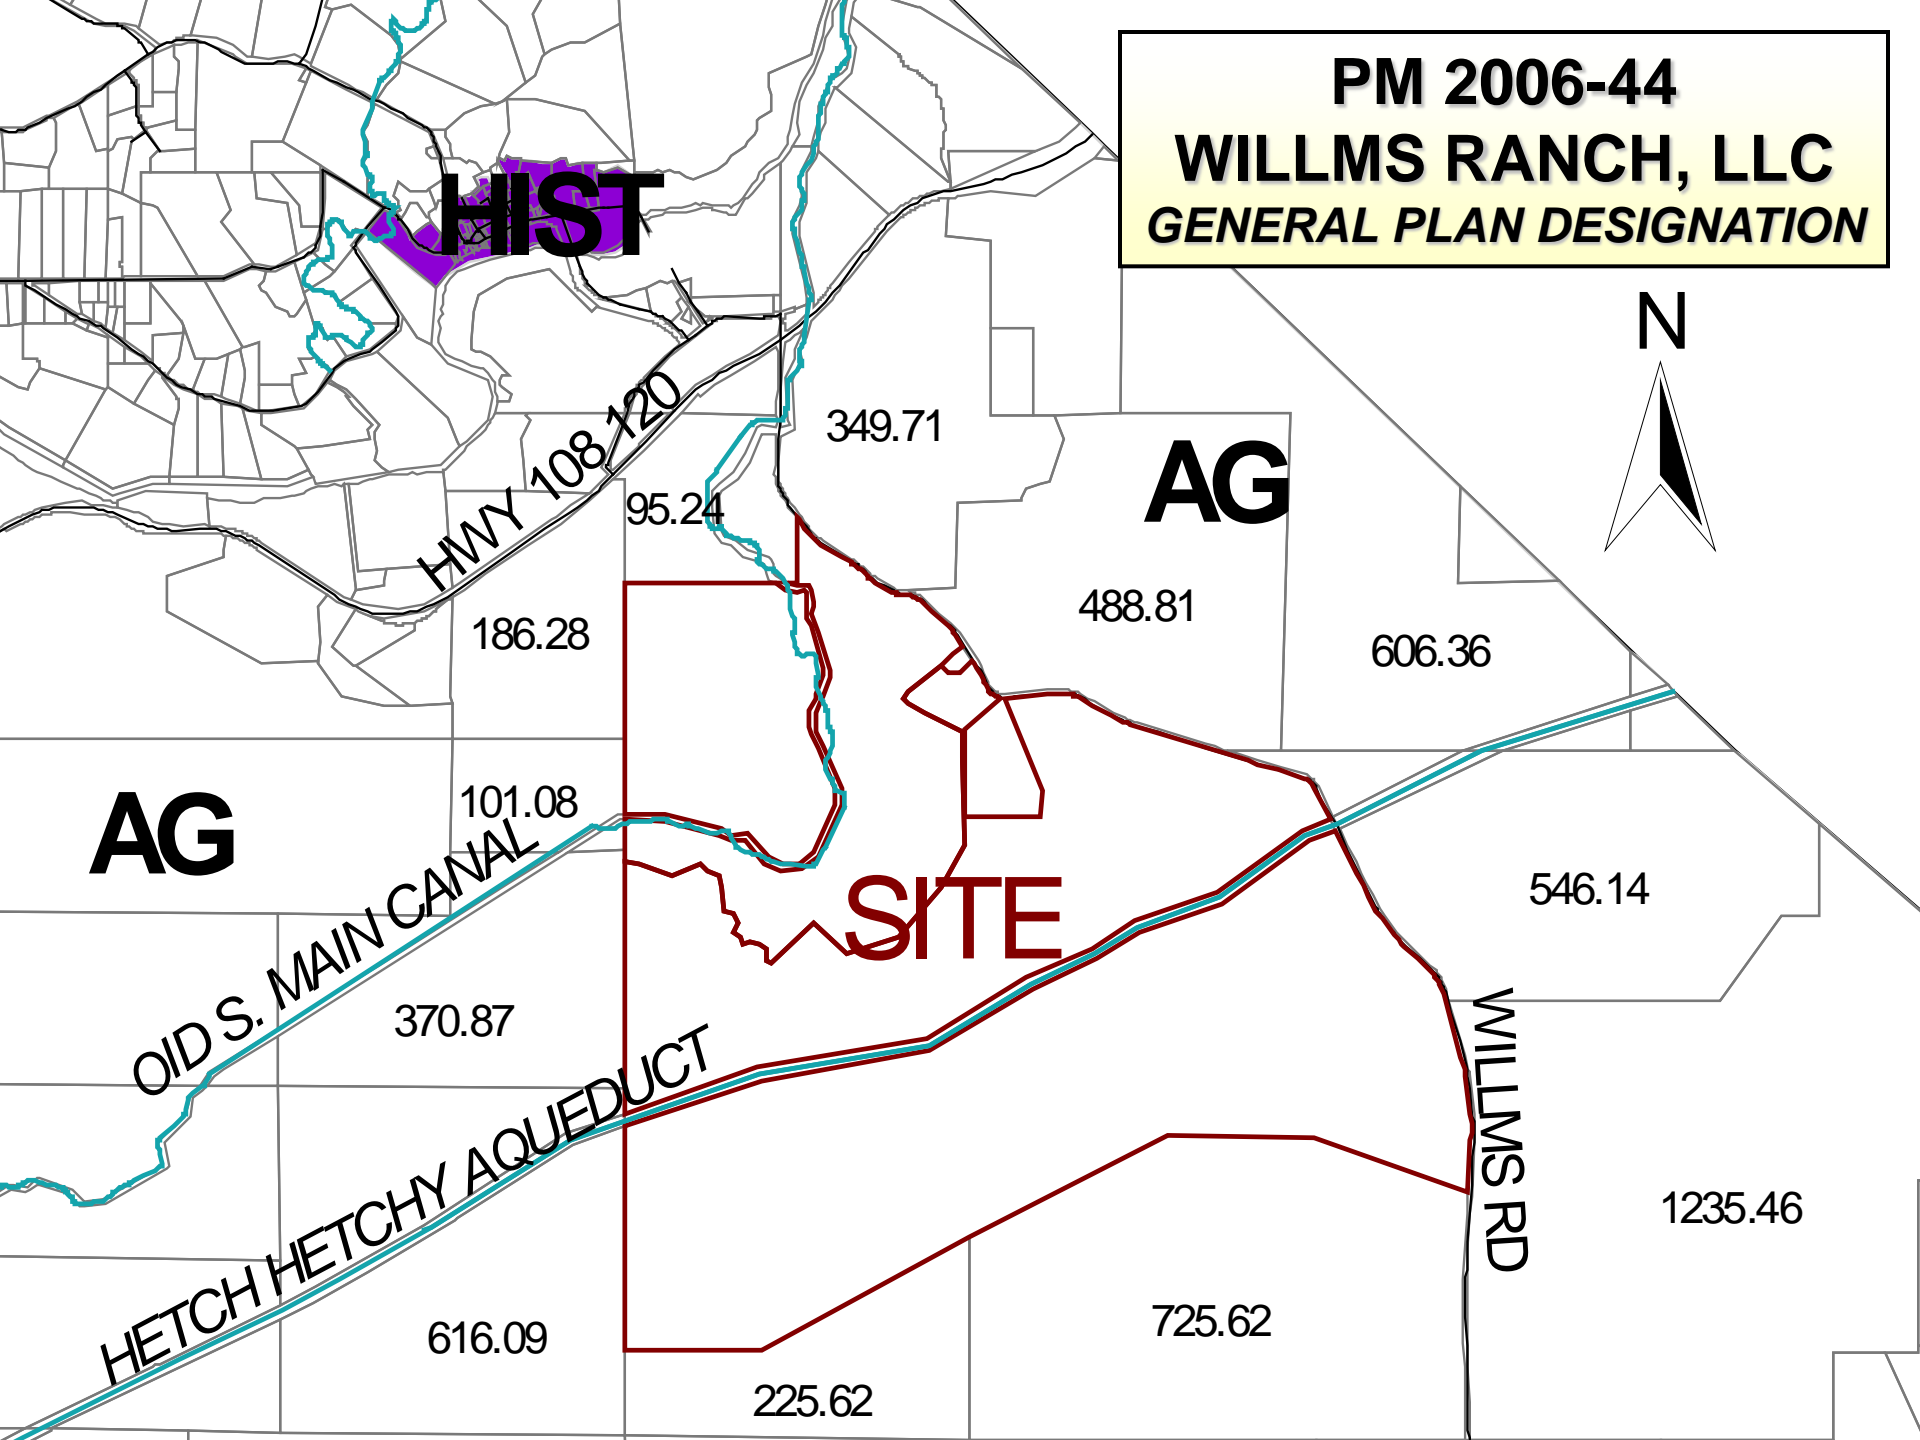 PM 2006-44
WILLMS RANCH, LLC
GENERAL PLAN DESIGNATION
HIST
N
HWY 108 120
349.71
AG
95.24
488.81
186.28
606.36
101.08
AG
OID S. MAIN CANAL
SITE
546.14
370.87
HETCH HETCHY AQUEDUCT
WILLMS RD
1235.46
616.09
725.62
225.62